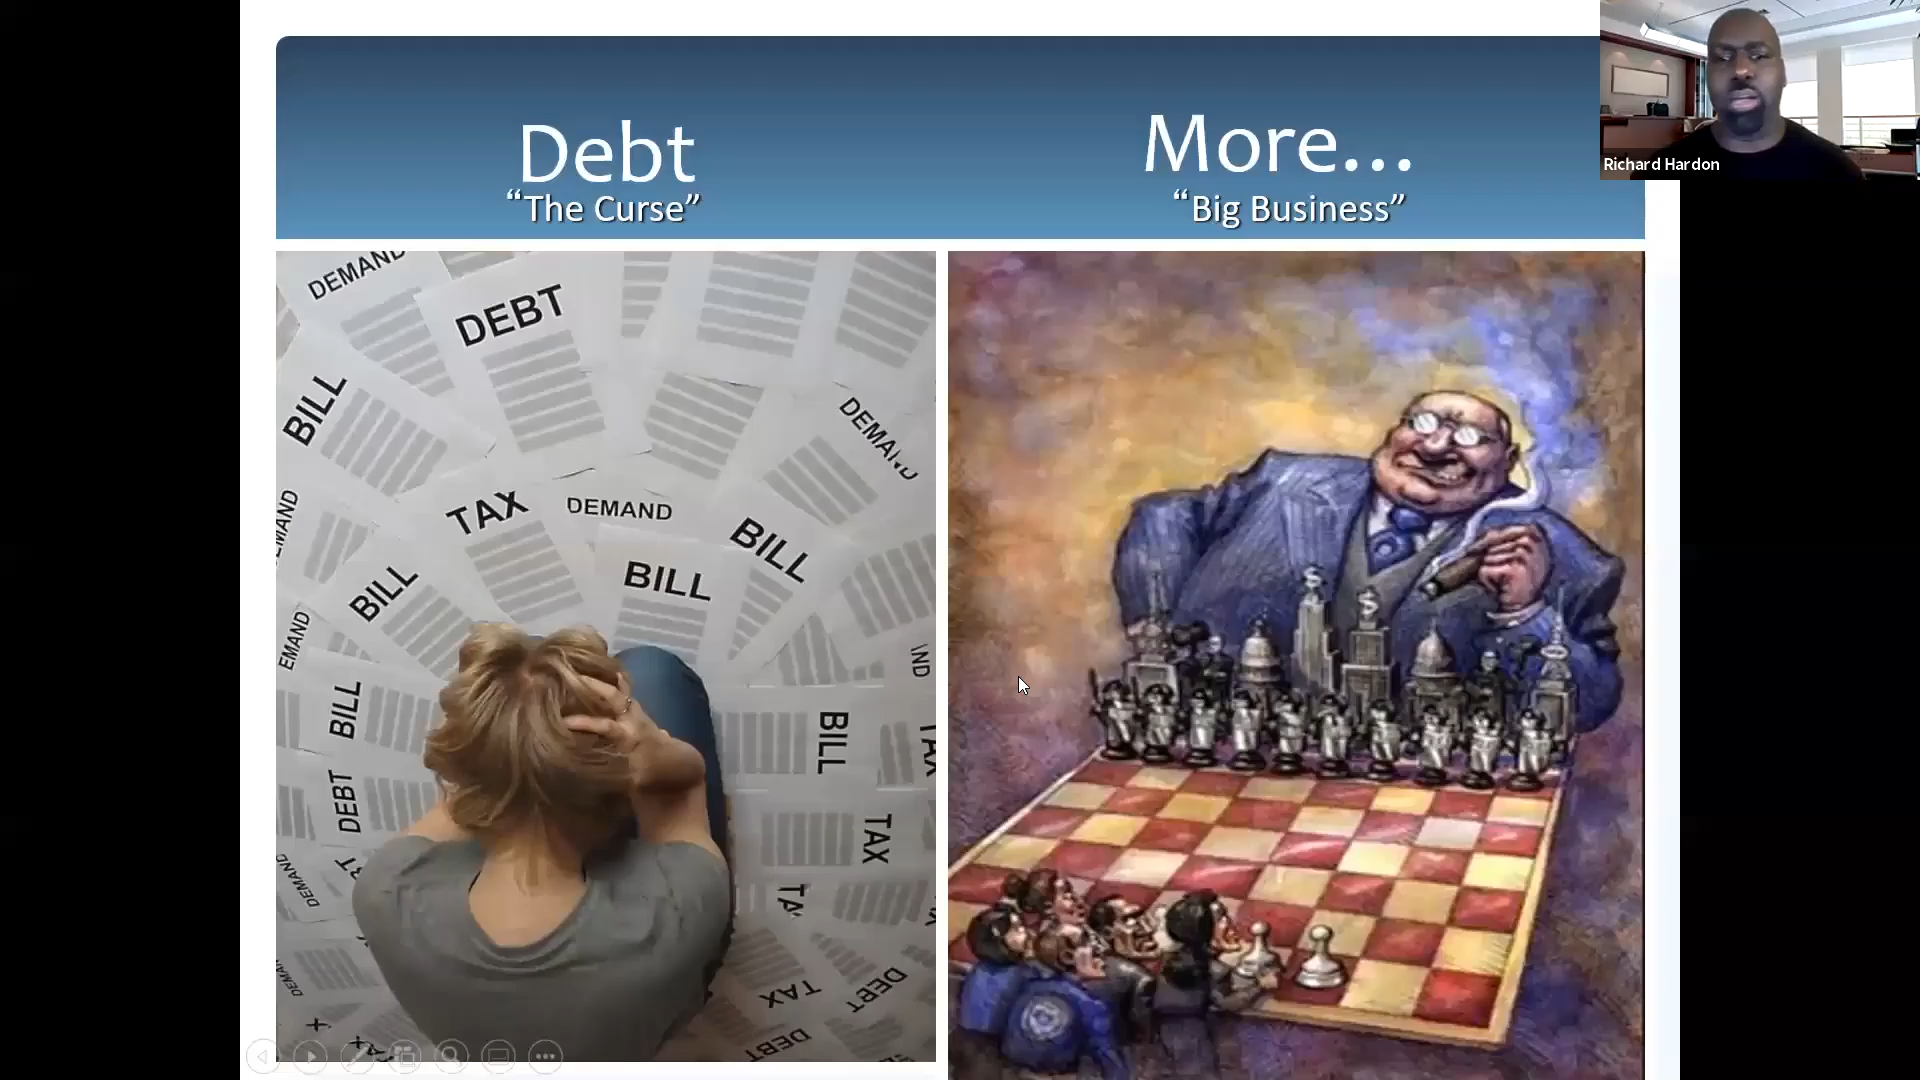 Debt
“The Curse”
More...
“Big Business”
Richard Hardon
DEMAND
DEBT
BILL
DEMAND
TAX
DEMAND
BILL
BILL
BILL
BILL
BILL
DEBT
TAX
TAX
DEBT
DEBT
$
$